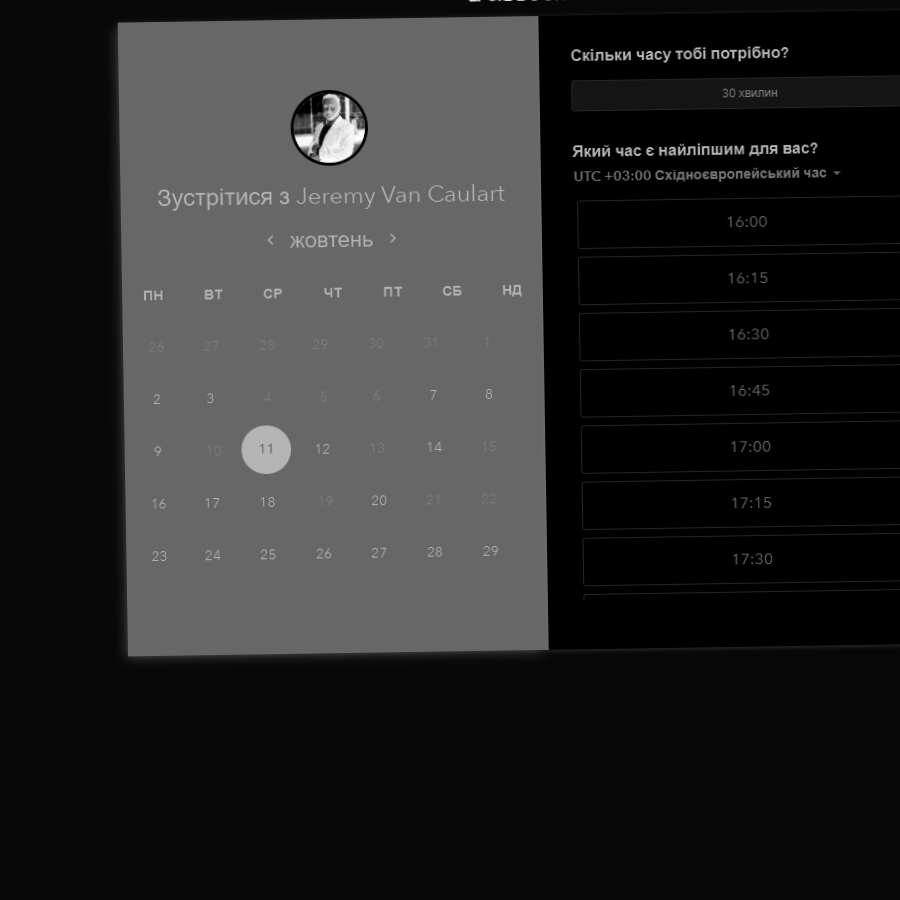 Зустрітися з Jeremy Van Caulart
жовтень
ПН ВТ СР ЧТ ПТ СБ НД
26 27 28 29 30 31 1
2 3 4 5 6 7 8
9 10 11 12 13 14 15
16 17 18 19 20 21 22
23 24 25 26 27 28 29
Скільки часу тобі потрібно?
30 хвилин
Який час є найліпшим для вас?
UTC +03:00 Східноєвропейський час
16:00
16:15
16:30
16:45
17:00
17:15
17:30